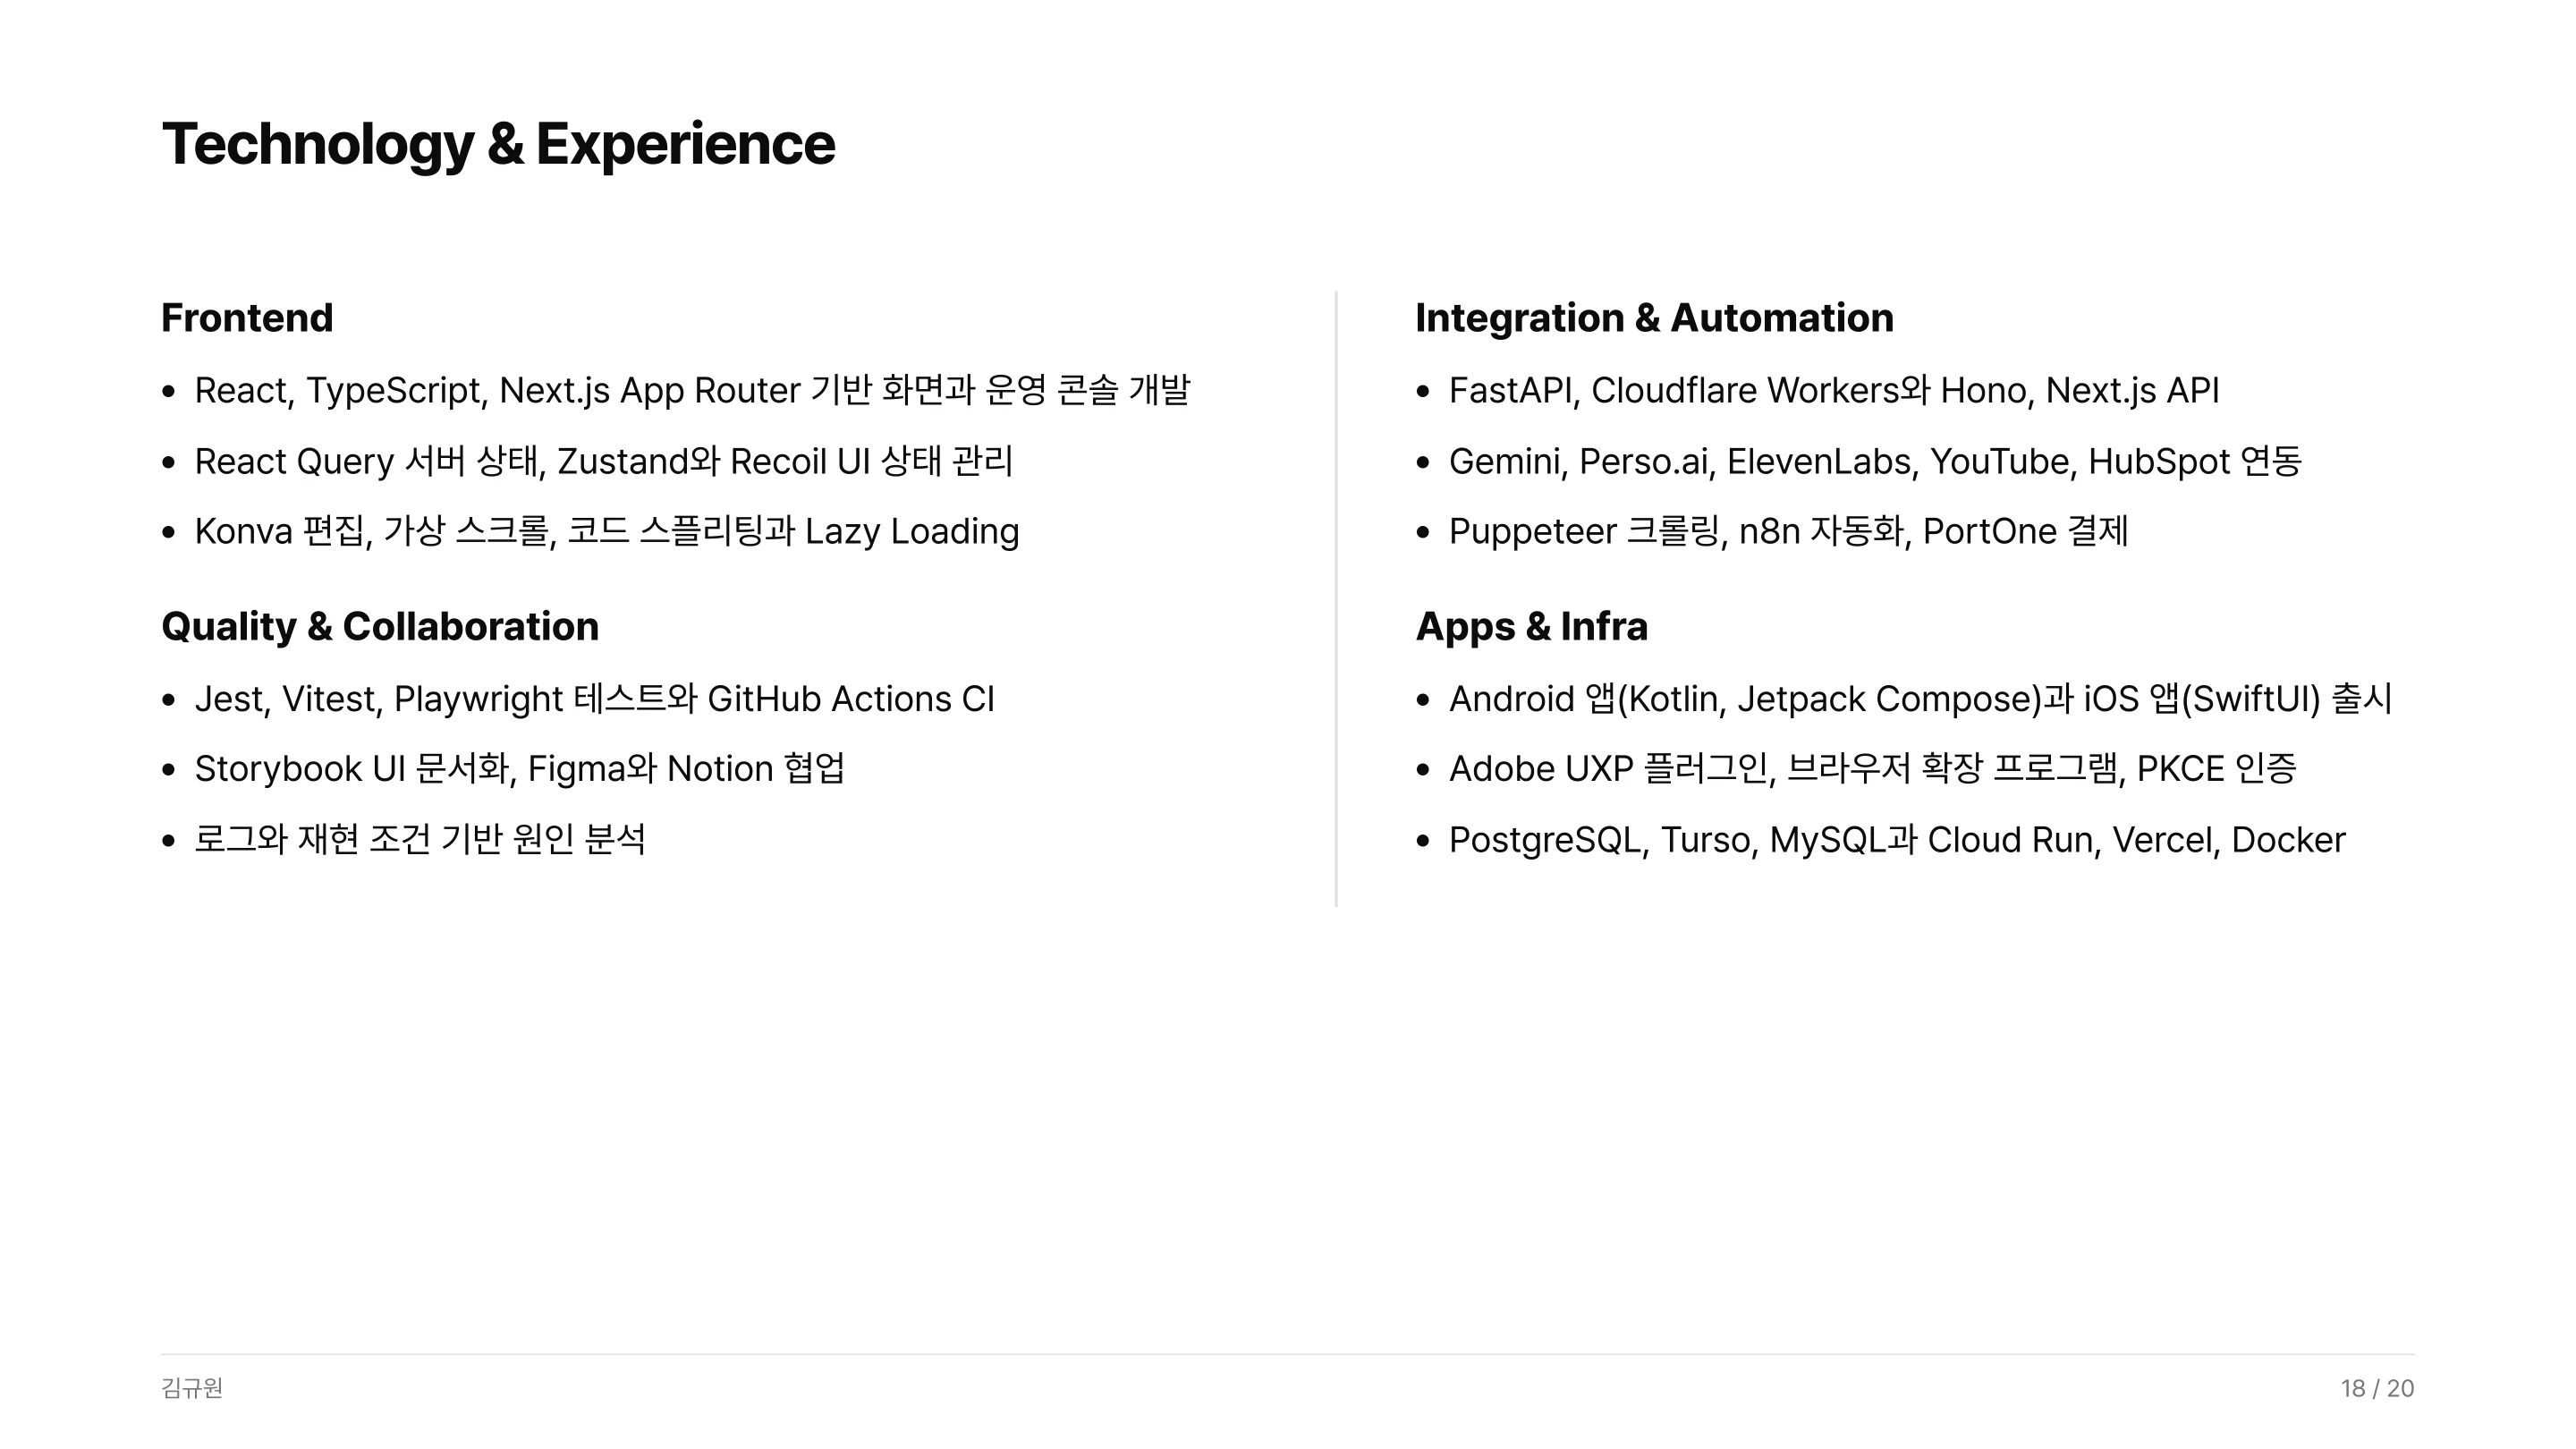 Technology & Experience
Frontend
• React, TypeScript, Next.js App Router 기반 화면과 운영 콘솔 개발
• React Query 서버 상태, Zustand와 Recoil UI 상태 관리
• Konva 편집, 가상 스크롤, 코드 스플리팅과 Lazy Loading
Quality & Collaboration
• Jest, Vitest, Playwright 테스트와 GitHub Actions CI
• Storybook UI 문서화, Figma와 Notion 협업
• 로그와 재현 조건 기반 원인 분석
Integration & Automation
• FastAPI, Cloudflare Workers와 Hono, Next.js API
• Gemini, Perso.ai, ElevenLabs, YouTube, HubSpot 연동
• Puppeteer 크롤링, n8n 자동화, PortOne 결제
Apps & Infra
• Android 앱(Kotlin, Jetpack Compose)과 iOS 앱(SwiftUI) 출시
• Adobe UXP 플러그인, 브라우저 확장 프로그램, PKCE 인증
• PostgreSQL, Turso, MySQL과 Cloud Run, Vercel, Docker
김규원
18 / 20